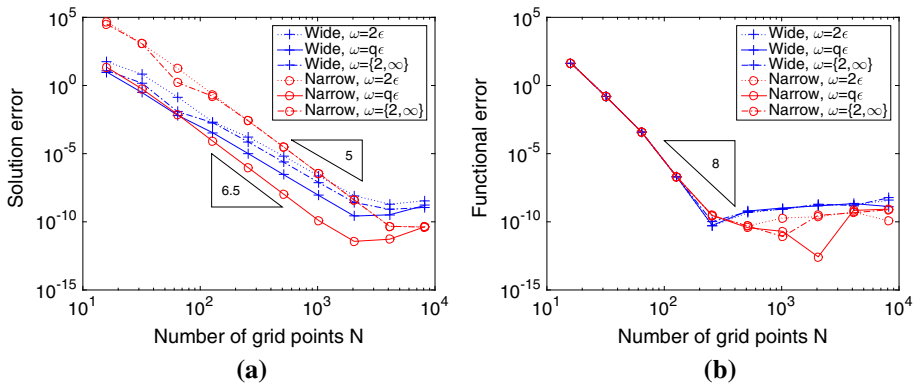 10^5
10^0
10^-5
10^-10
10^-15
Solution error
Wide, ω=2ϵ
Wide, ω=qϵ
Wide, ω={2,∞}
Narrow, ω=2ϵ
Narrow, ω=qϵ
Narrow, ω={2,∞}
5
6.5
10^1 10^2 10^3 10^4
Number of grid points N
(a)
10^5
10^0
10^-5
10^-10
10^-15
Functional error
Wide, ω=2ϵ
Wide, ω=qϵ
Wide, ω={2,∞}
Narrow, ω=2ϵ
Narrow, ω=qϵ
Narrow, ω={2,∞}
8
10^1 10^2 10^3 10^4
Number of grid points N
(b)